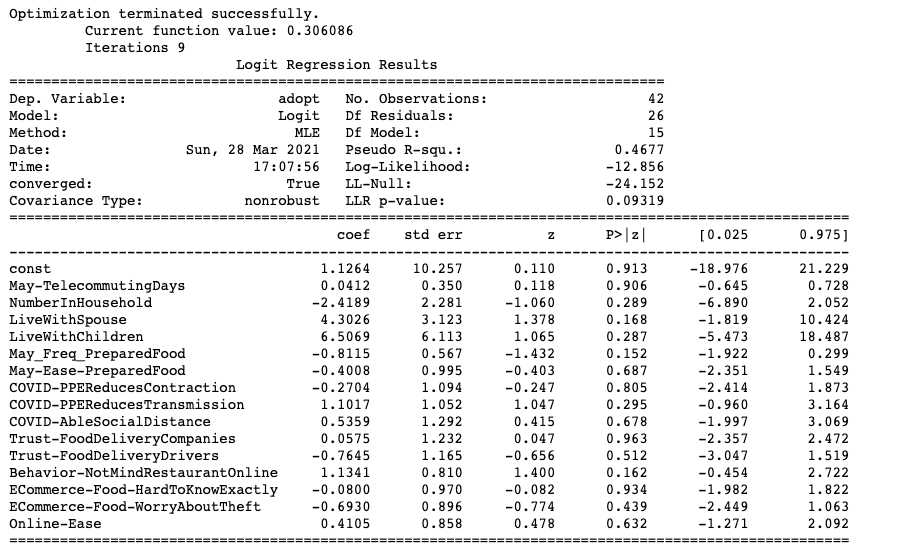 Optimization terminated successfully.
Current function value: 0.306086
Iterations 9
Logit Regression Results
==============================================================================
Dep. Variable: adopt No. Observations: 42
Model: Logit Df Residuals: 26
Method: MLE Df Model: 15
Date: Sun, 28 Mar 2021 Pseudo R-squ.: 0.4677
Time: 17:07:56 Log-Likelihood: -12.856
converged: True LL-Null: -24.152
Covariance Type: nonrobust LLR p-value: 0.09319
====================================================================================================
coef std err z P>|z| [0.025 0.975]
----------------------------------------------------------------------------------------------------
const 1.1264 10.257 0.110 0.913 -18.976 21.229
May-TelecommutingDays 0.0412 0.350 0.118 0.906 -0.645 0.728
NumberInHousehold -2.4189 2.281 -1.060 0.289 -6.890 2.052
LiveWithSpouse 4.3026 3.123 1.378 0.168 -1.819 10.424
LiveWithChildren 6.5069 6.113 1.065 0.287 -5.473 18.487
May_Freq_PreparedFood -0.8115 0.567 -1.432 0.152 -1.922 0.299
May-Ease-PreparedFood -0.4008 0.995 -0.403 0.687 -2.351 1.549
COVID-PPEReducesContraction -0.2704 1.094 -0.247 0.805 -2.414 1.873
COVID-PPEReducesTransmission 1.1017 1.052 1.047 0.295 -0.960 3.164
COVID-AbleSocialDistance 0.5359 1.292 0.415 0.678 -1.997 3.069
Trust-FoodDeliveryCompanies 0.0575 1.232 0.047 0.963 -2.357 2.472
Trust-FoodDeliveryDrivers -0.7645 1.165 -0.656 0.512 -3.047 1.519
Behavior-NotMindRestaurantOnline 1.1341 0.810 1.400 0.162 -0.454 2.722
ECommerce-Food-HardToKnowExactly -0.0800 0.970 -0.082 0.934 -1.982 1.822
ECommerce-Food-WorryAboutTheft -0.6930 0.896 -0.774 0.439 -2.449 1.063
Online-Ease 0.4105 0.858 0.478 0.632 -1.271 2.092
====================================================================================================